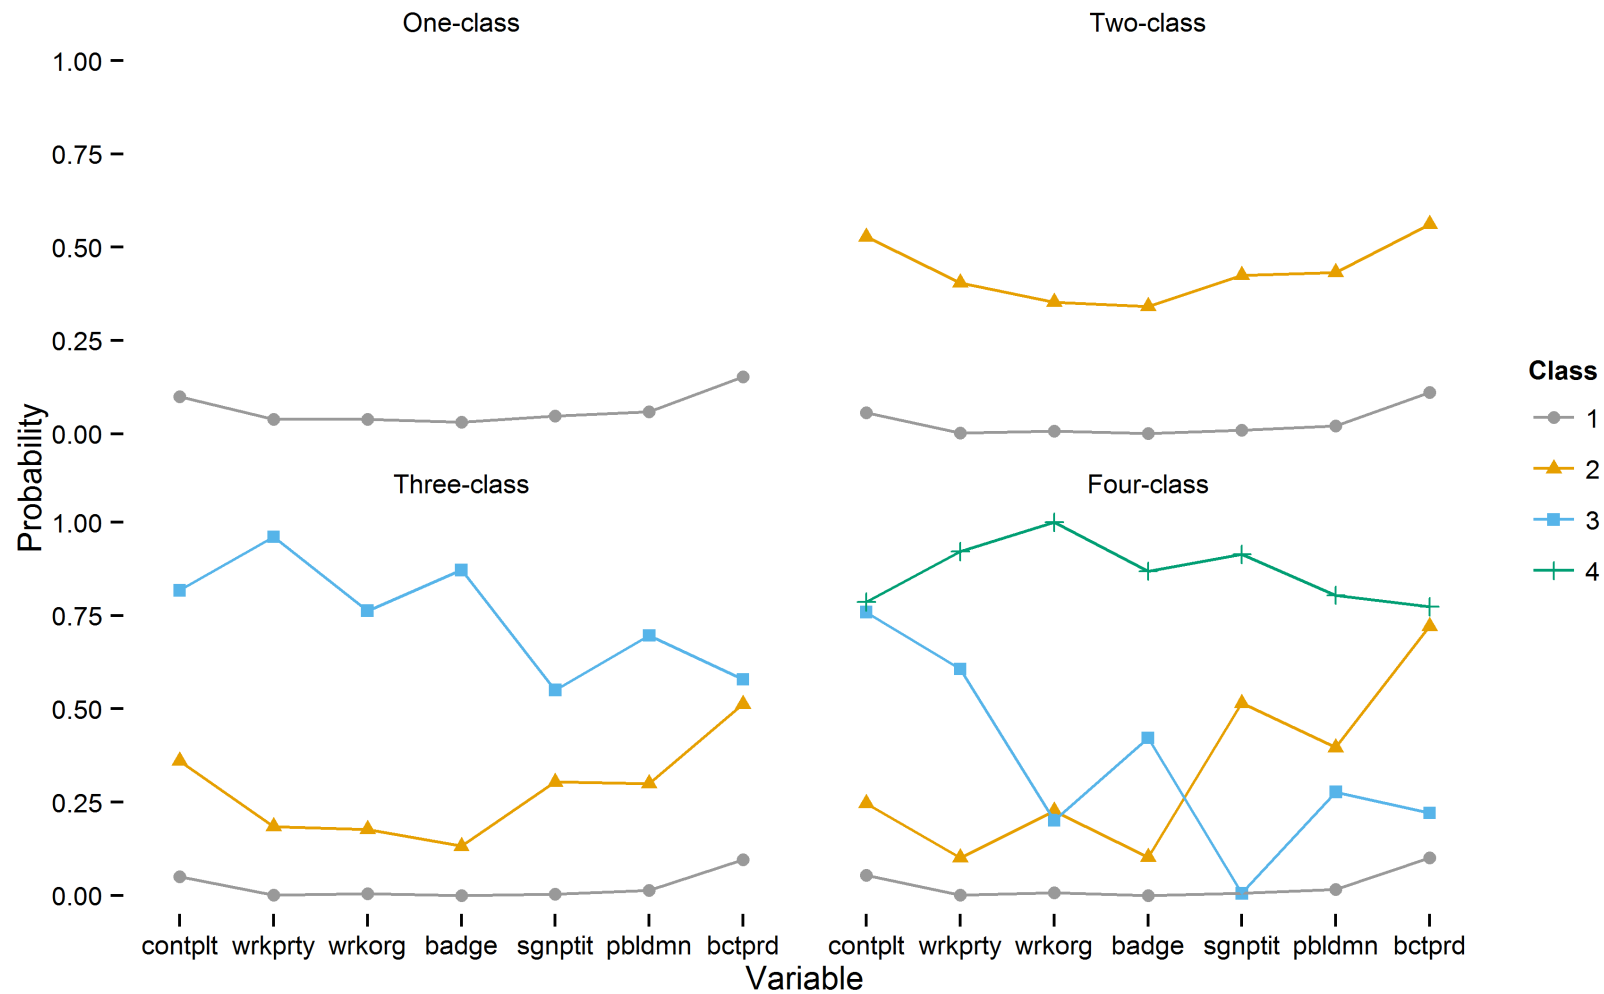 One-class
Two-class
1.00
0.75
0.50
0.25
0.00
Three-class
Four-class
1.00
0.75
0.50
0.25
0.00
contplt wrkprty wrkorg badge sgnptit pbldmn bctprd
contplt wrkprty wrkorg badge sgnptit pbldmn bctprd
Variable
Probability
Class
1
2
3
4